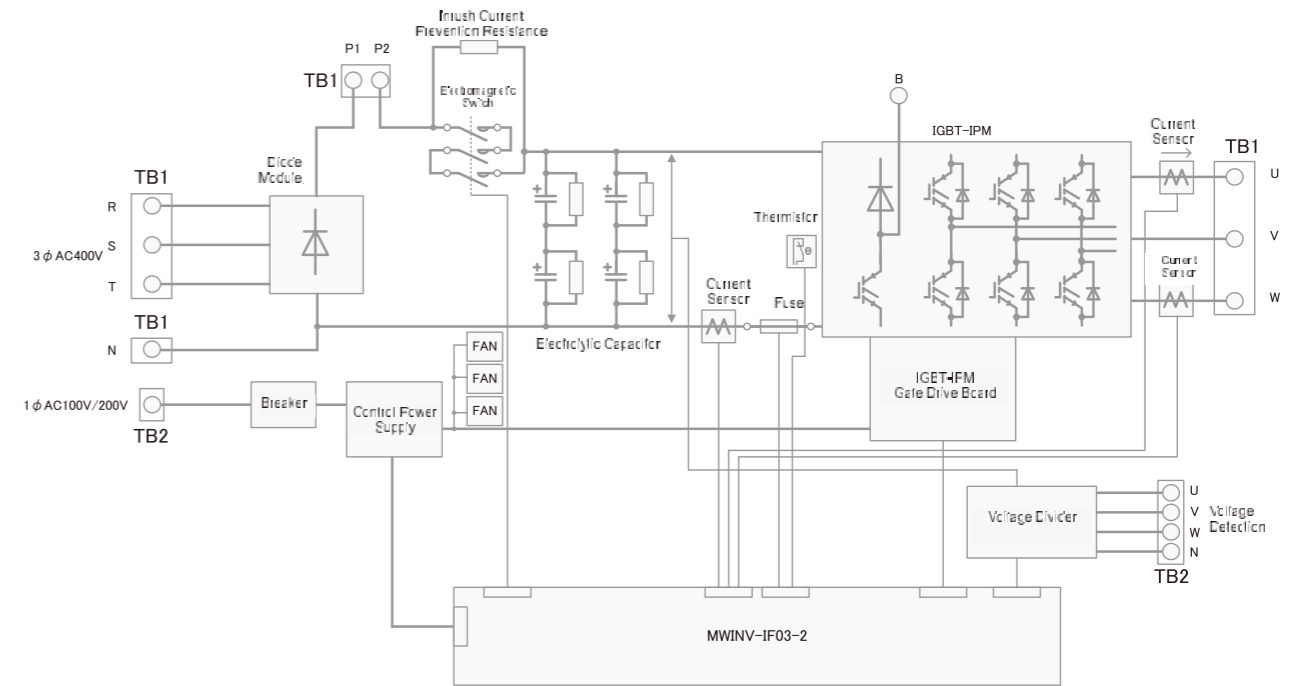 Inrush Current
Prevention Resistance
P1 P2
TB1
Electromagnetic
Switch
B
IGBT-IPM
Current
Sensor
TB1
Diode
Module
TB1
R
S
T
3φAC400V
U
V
W
Thermistor
θ
Current
Sensor
Current
Sensor
Fuse
+
+
+
+
TB1
N
Electrolytic Capacitor
FAN
FAN
FAN
IGBT-IPM
Gate Drive Board
1φAC100V/200V
TB2
Breaker
Control Power
Supply
Voltage Divider
U
V
W
N
Voltage
Detection
TB2
MWINV-IF03-2